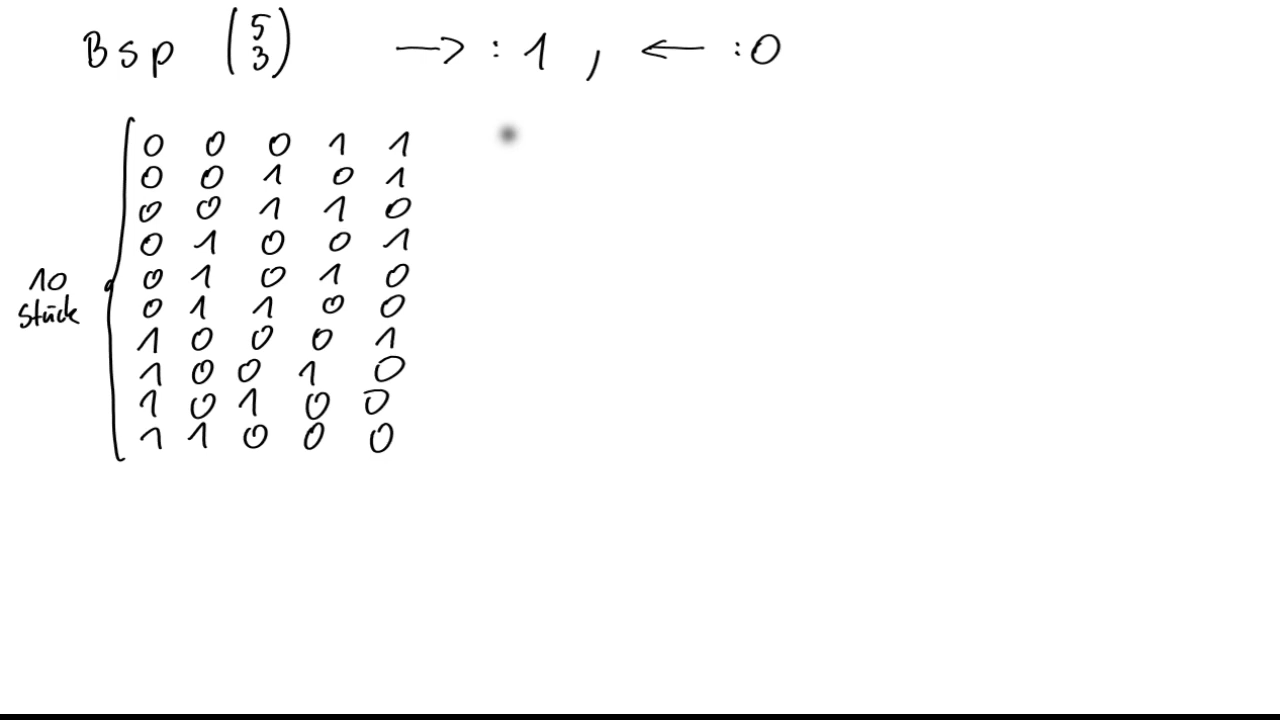 Bsp (5 3) → : 1 , ← : 0
0 0 0 1 1
0 0 1 0 1
0 0 1 1 0
0 1 0 0 1
0 1 0 1 0
0 1 1 0 0
1 0 0 0 1
1 0 0 1 0
1 0 1 0 0
1 1 0 0 0
10
Stück